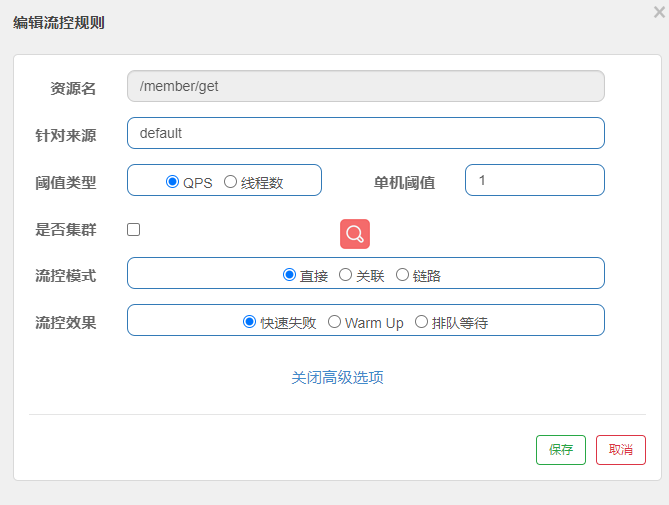 编辑流控规则
资源名 /member/get
针对来源 default
阈值类型 QPS 线程数 单机阈值 1
是否集群
流控模式 直接 关联 链路
流控效果 快速失败 Warm Up 排队等待
关闭高级选项
保存 取消